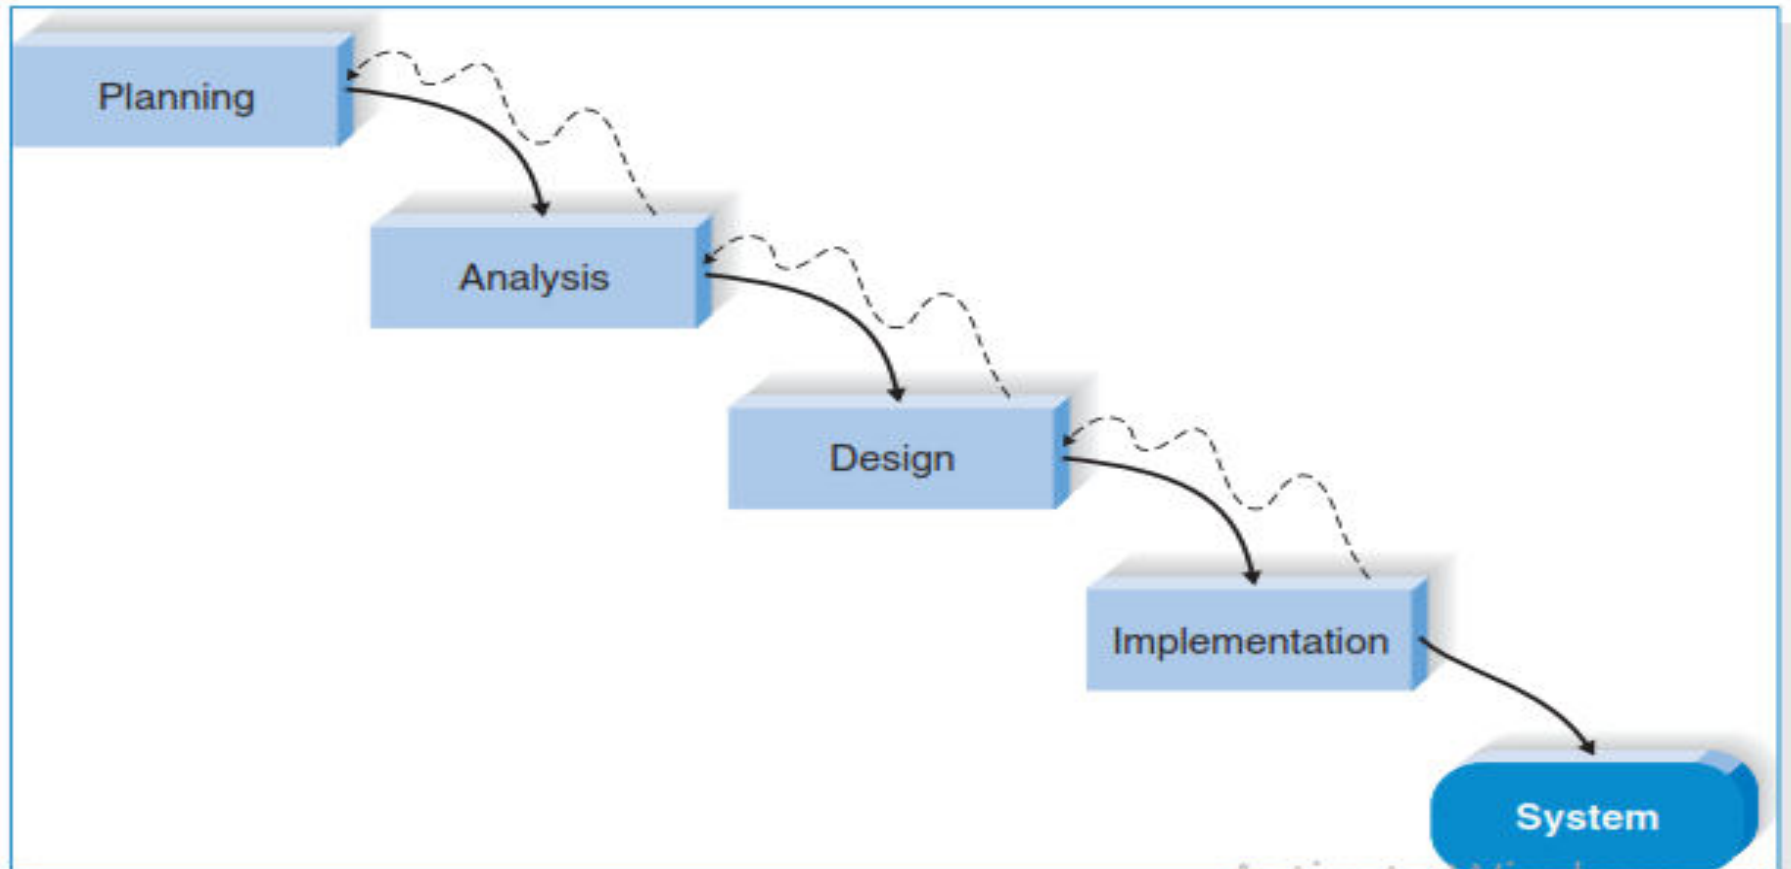 Planning
Analysis
Design
Implementation
System